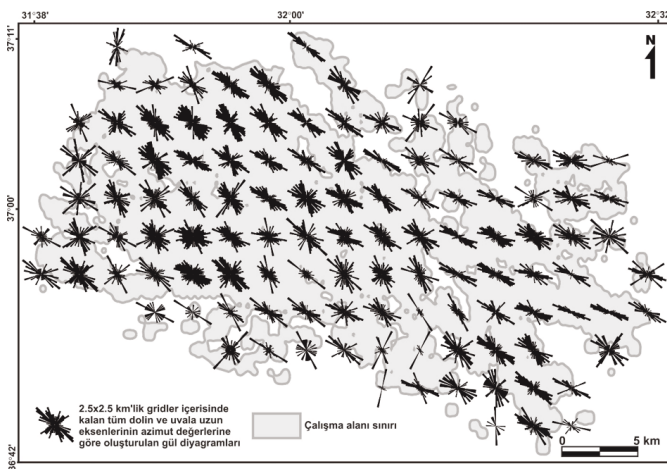 31°38'
32°00'
32°32'
37°11'
N
37°00'
36°42'
2.5x2.5 km'lik gridler içerisinde
kalan tüm dolin ve uvala uzun
eksenlerinin azimut değerlerine
göre oluşturulan gül diyagramları
Çalışma alanı sınırı
0 5 km